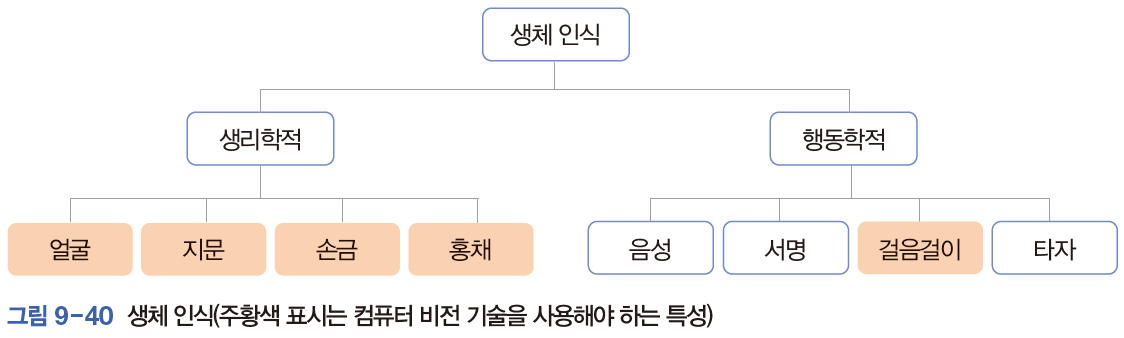 생체 인식
생리학적 행동학적
얼굴 지문 손금 홍채 음성 서명 걸음걸이 타자
그림 9-40 생체 인식(주황색 표시는 컴퓨터 비전 기술을 사용해야 하는 특성)